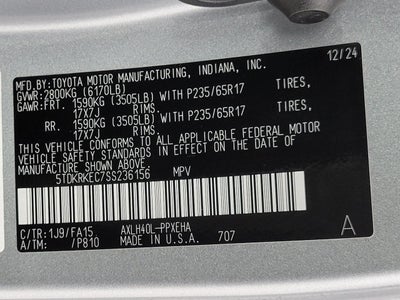 MFD.BY:TOYOTA MOTOR MANUFACTURING, INDIANA, INC.
GVWR:2800KG (6170LB) 12/24
GAWR:FRT. 1590KG (3505LB) WITH P235/65R17 TIRES,
17X7J RIMS.
RR. 1590KG (3505LB) WITH P235/65R17 TIRES,
17X7J RIMS.
THIS VEHICLE CONFORMS TO ALL APPLICABLE FEDERAL MOTOR
VEHICLE SAFETY STANDARDS IN EFFECT ON THE DATE OF
MANUFACTURE SHOWN ABOVE.
5TDKRKEC7SS236156 MPV
C/TR:1J9/FA15 AXLH40L-PPXEHA
A/TM: /P810 MADE IN U.S.A. 707 A